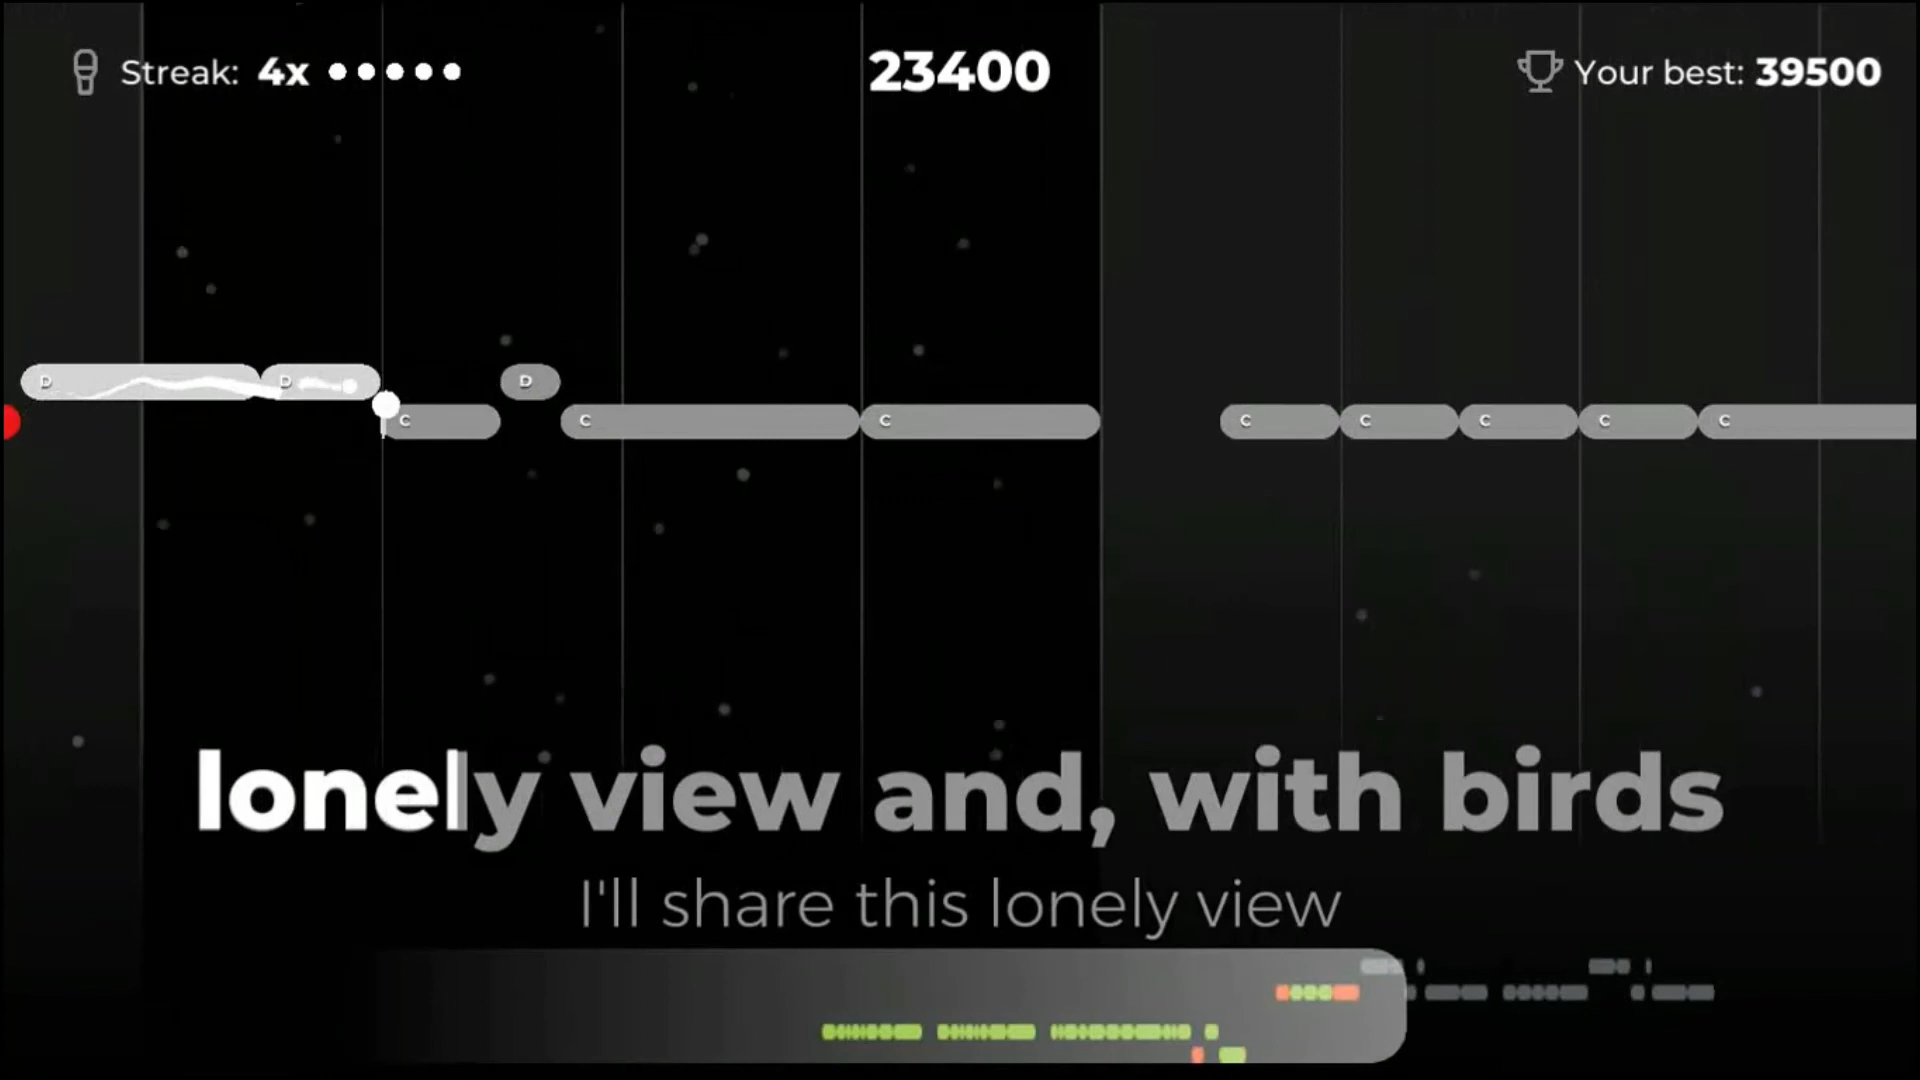 Streak: 4x 23400 Your best: 39500
D D D
C C C C C C C C
lonely view and, with birds
I'll share this lonely view